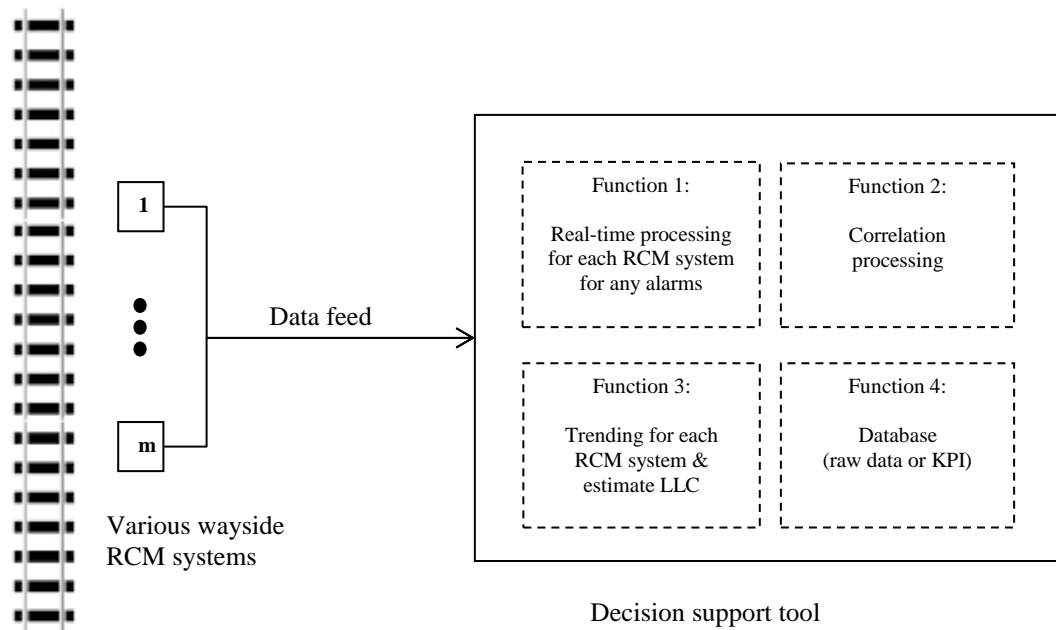 1
m
Various wayside
RCM systems
Data feed
Function 1:
Real-time processing
for each RCM system
for any alarms
Function 2:
Correlation
processing
Function 3:
Trending for each
RCM system &
estimate LLC
Function 4:
Database
(raw data or KPI)
Decision support tool